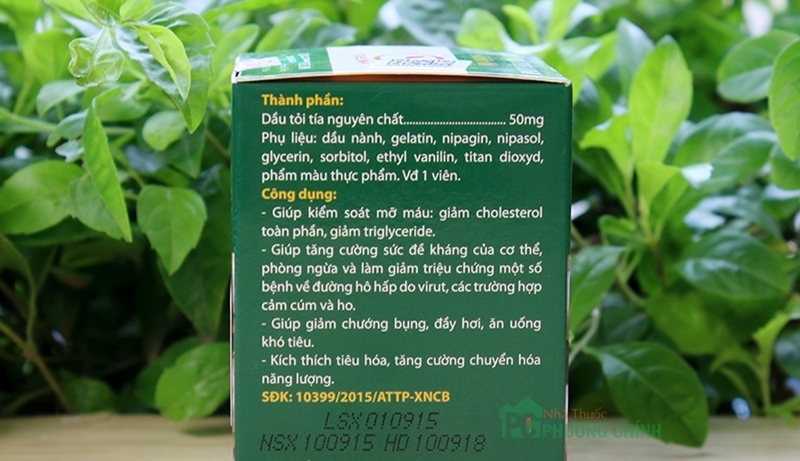 Thành phần:
Dầu tỏi tía nguyên chất.................................. 50mg
Phụ liệu: dầu nành, gelatin, nipagin, nipasol,
glycerin, sorbitol, ethyl vanilin, titan dioxyd,
phẩm màu thực phẩm. Vđ 1 viên.
Công dụng:
- Giúp kiểm soát mỡ máu: giảm cholesterol
toàn phần, giảm triglyceride.
- Giúp tăng cường sức đề kháng của cơ thể,
phòng ngừa và làm giảm triệu chứng một số
bệnh về đường hô hấp do virut, các trường hợp
cảm cúm và ho.
- Giúp giảm chướng bụng, đầy hơi, ăn uống
khó tiêu.
- Kích thích tiêu hóa, tăng cường chuyển hóa
năng lượng.
SĐK: 10399/2015/ATTP-XNCB
LSX 010915
NSX 100915 HD 100918
Nhà Thuốc
PHƯƠNG CHÍNH